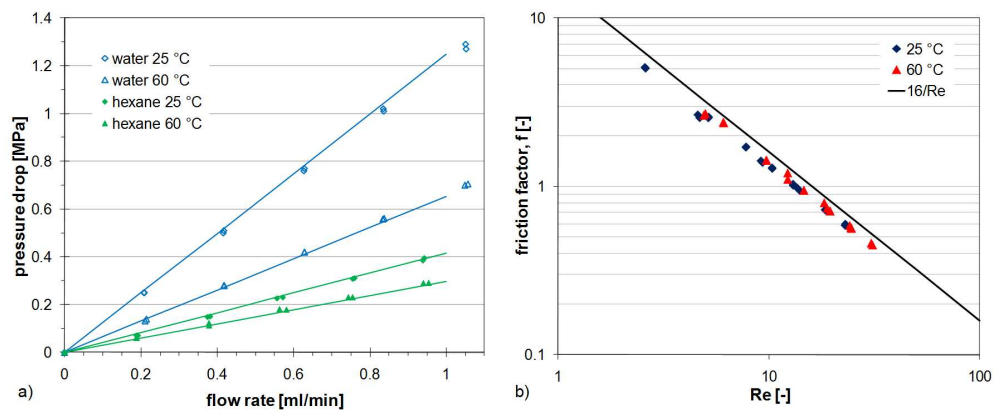 1.4
1.2
1
0.8
0.6
0.4
0.2
0
0
0.2
0.4
0.6
0.8
1
pressure drop [MPa]
flow rate [ml/min]
water 25 °C
water 60 °C
hexane 25 °C
hexane 60 °C
a)
10
1
0.1
1
10
100
friction factor, f [-]
Re [-]
25 °C
60 °C
16/Re
b)